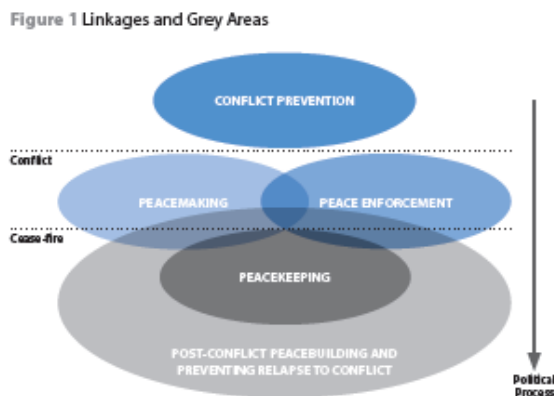 Figure 1 Linkages and Grey Areas
CONFLICT PREVENTION
Conflict
PEACEMAKING
PEACE ENFORCEMENT
Cease-fire
PEACEKEEPING
POST-CONFLICT PEACEBUILDING AND
PREVENTING RELAPSE TO CONFLICT
Political
Process